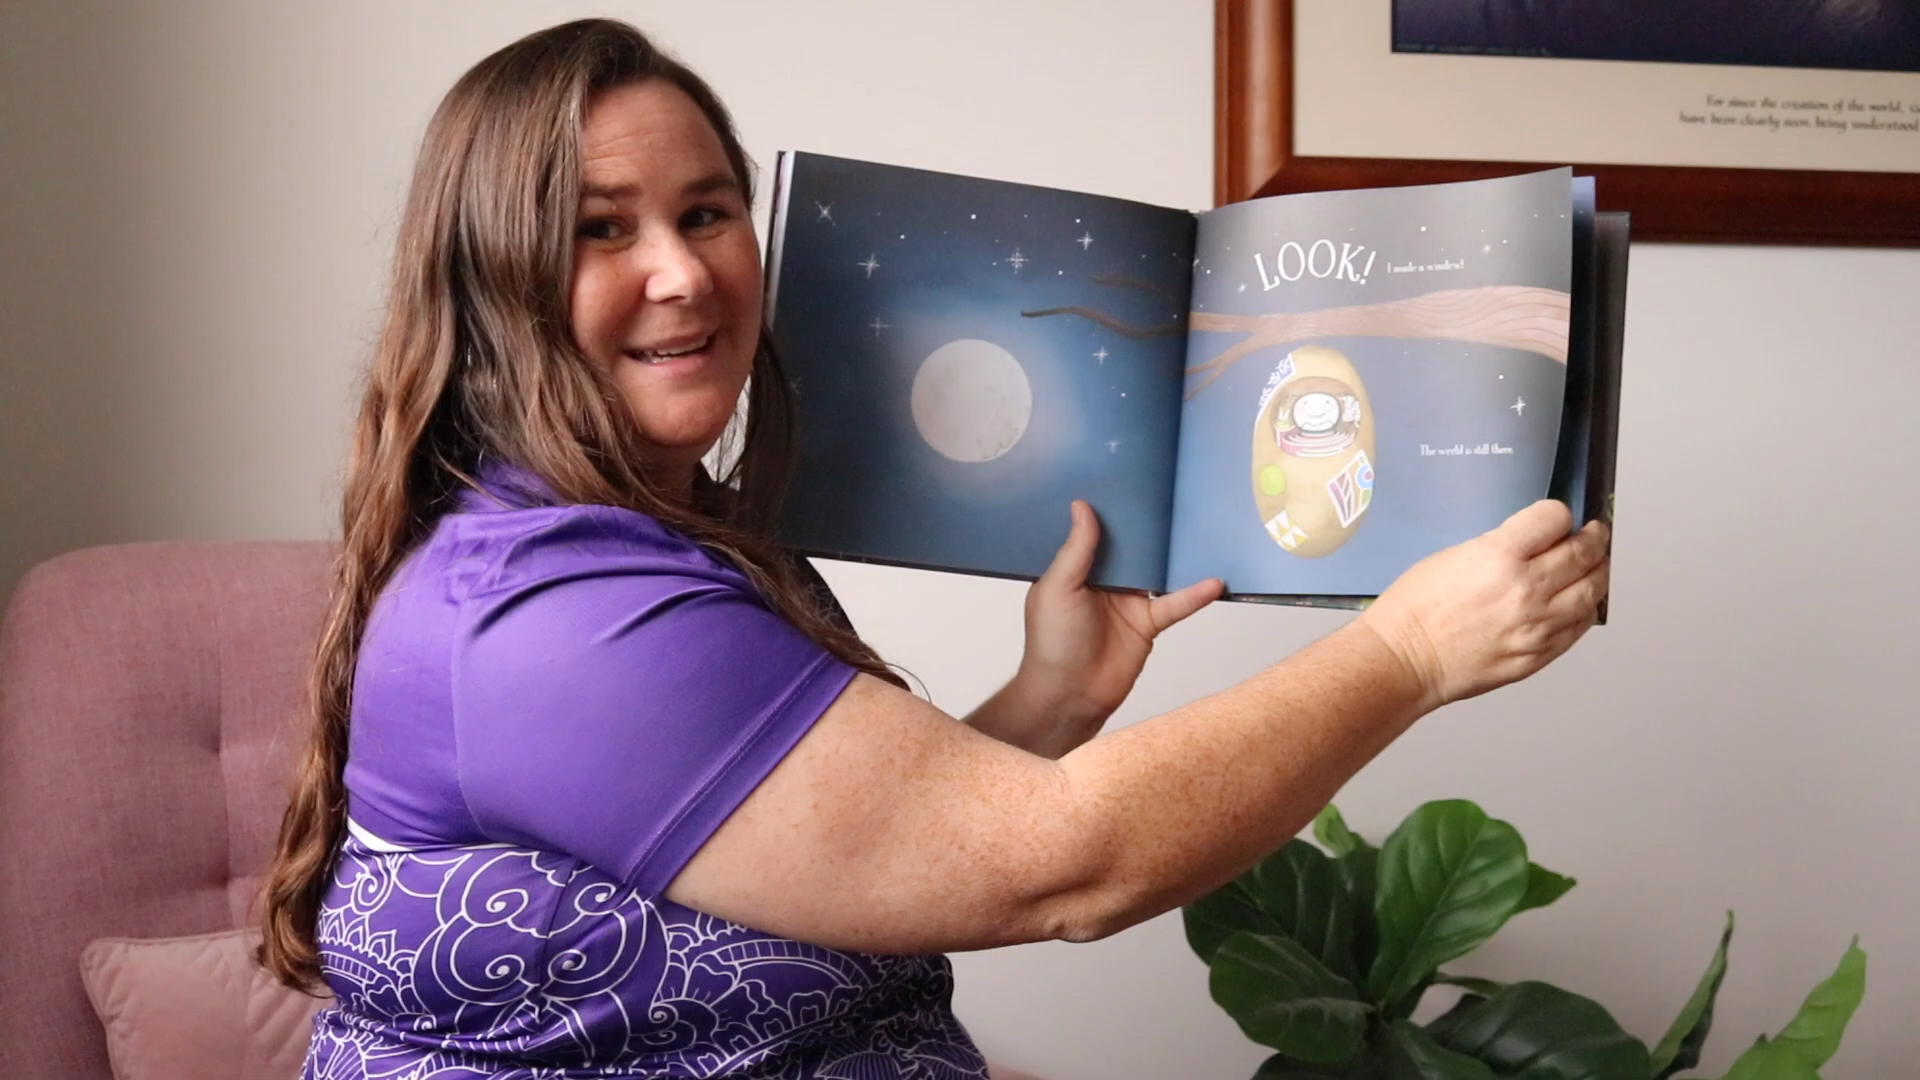 For since the creation of the world,
have been clearly seen, being understood
LOOK! I made a window!
The world is still there.